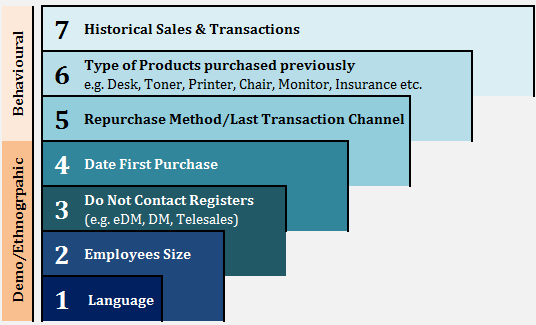 Behavioural
7 Historical Sales & Transactions
6 Type of Products purchased previously
e.g. Desk, Toner, Printer, Chair, Monitor, Insurance etc.
5 Repurchase Method/Last Transaction Channel
Demo/Ethnogrpahic
4 Date First Purchase
3 Do Not Contact Registers
(e.g. eDM, DM, Telesales)
2 Employees Size
1 Language